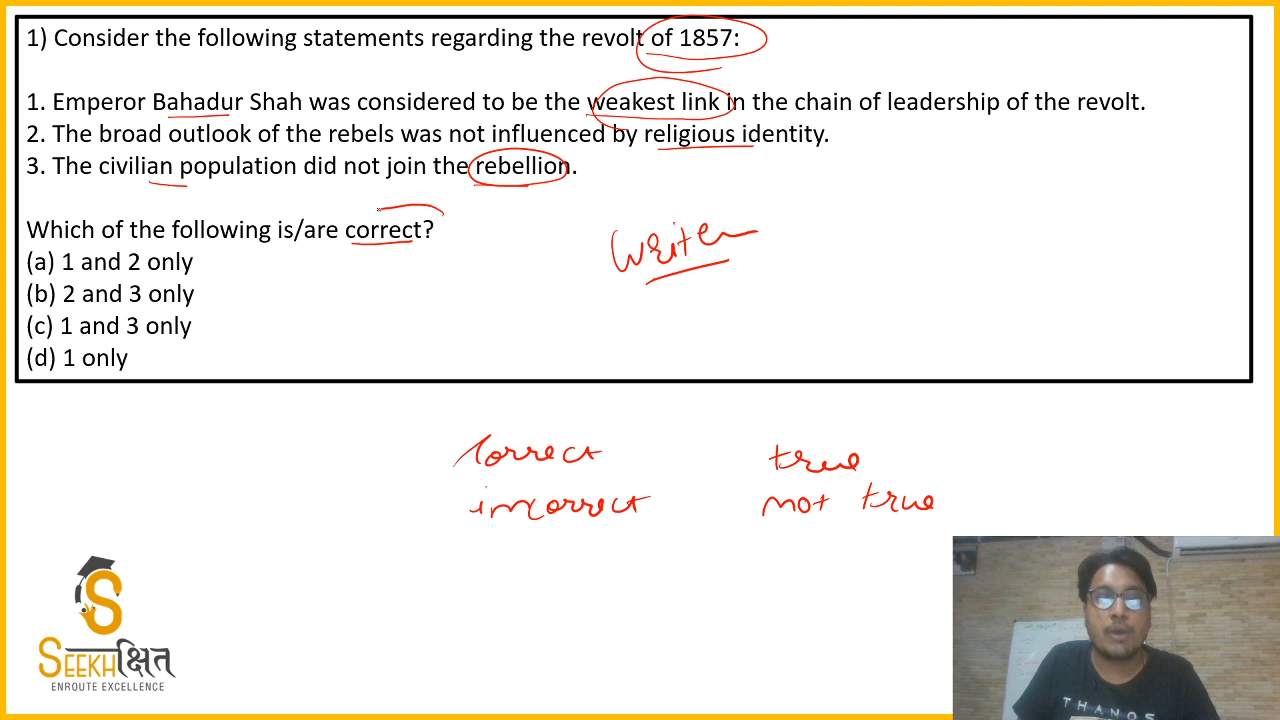 1) Consider the following statements regarding the revolt of 1857:
1. Emperor Bahadur Shah was considered to be the weakest link in the chain of leadership of the revolt.
2. The broad outlook of the rebels was not influenced by religious identity.
3. The civilian population did not join the rebellion.
Which of the following is/are correct?
(a) 1 and 2 only
(b) 2 and 3 only
(c) 1 and 3 only
(d) 1 only
Writer
correct true
incorrect not true
S
SEEKHक्षित
ENROUTE EXCELLENCE
THANOS